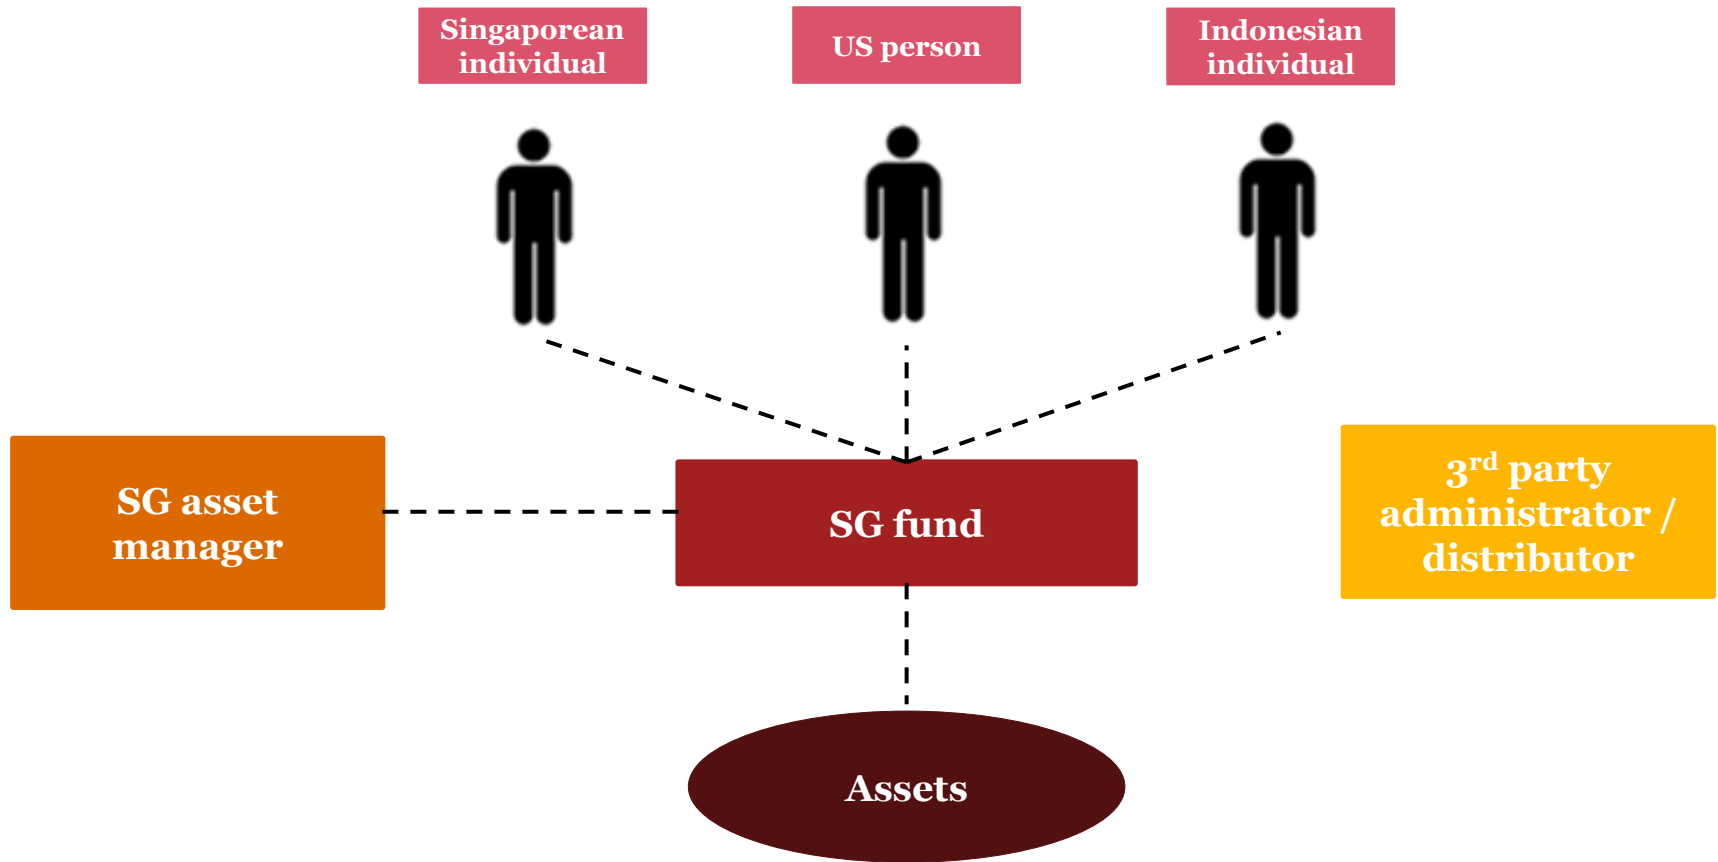 Singaporean
individual
US person
Indonesian
individual
SG asset
manager
SG fund
3rd party
administrator /
distributor
Assets